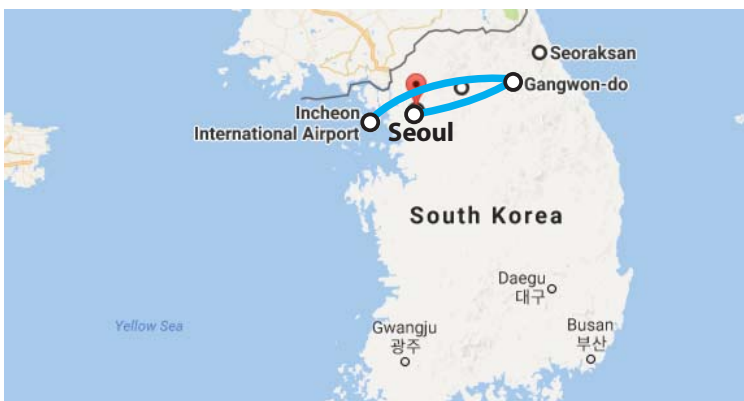 Seoraksan
Gangwon-do
Incheon
International Airport
Seoul
South Korea
Daegu
대구
Yellow Sea
Gwangju
광주
Busan
부산